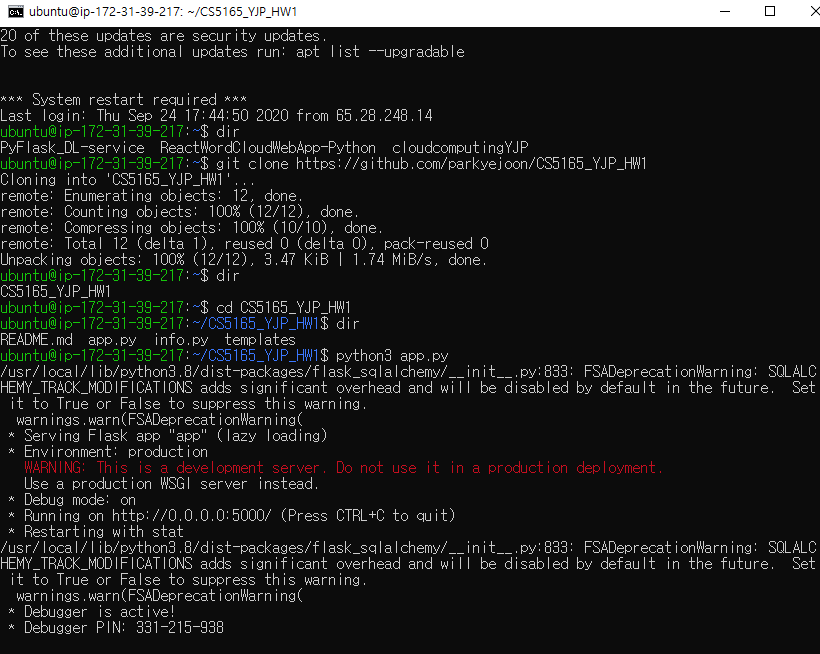 ubuntu@ip-172-31-39-217: ~/CS5165_YJP_HW1
20 of these updates are security updates.
To see these additional updates run: apt list --upgradable
*** System restart required ***
Last login: Thu Sep 24 17:44:50 2020 from 65.28.248.14
ubuntu@ip-172-31-39-217:~$ dir
PyFlask_DL-service  ReactWordCloudWebApp-Python  cloudcomputingYJP
ubuntu@ip-172-31-39-217:~$ git clone https://github.com/parkyejoon/CS5165_YJP_HW1
Cloning into 'CS5165_YJP_HW1'...
remote: Enumerating objects: 12, done.
remote: Counting objects: 100% (12/12), done.
remote: Compressing objects: 100% (10/10), done.
remote: Total 12 (delta 1), reused 0 (delta 0), pack-reused 0
Unpacking objects: 100% (12/12), 3.47 KiB | 1.74 MiB/s, done.
ubuntu@ip-172-31-39-217:~$ dir
CS5165_YJP_HW1
ubuntu@ip-172-31-39-217:~$ cd CS5165_YJP_HW1
ubuntu@ip-172-31-39-217:~/CS5165_YJP_HW1$ dir
README.md  app.py  info.py  templates
ubuntu@ip-172-31-39-217:~/CS5165_YJP_HW1$ python3 app.py
/usr/local/lib/python3.8/dist-packages/flask_sqlalchemy/__init__.py:833: FSADeprecationWarning: SQLALC
HEMY_TRACK_MODIFICATIONS adds significant overhead and will be disabled by default in the future.  Set
 it to True or False to suppress this warning.
  warnings.warn(FSADeprecationWarning(
 * Serving Flask app "app" (lazy loading)
 * Environment: production
   WARNING: This is a development server. Do not use it in a production deployment.
   Use a production WSGI server instead.
 * Debug mode: on
 * Running on http://0.0.0.0:5000/ (Press CTRL+C to quit)
 * Restarting with stat
/usr/local/lib/python3.8/dist-packages/flask_sqlalchemy/__init__.py:833: FSADeprecationWarning: SQLALC
HEMY_TRACK_MODIFICATIONS adds significant overhead and will be disabled by default in the future.  Set
 it to True or False to suppress this warning.
  warnings.warn(FSADeprecationWarning(
 * Debugger is active!
 * Debugger PIN: 331-215-938